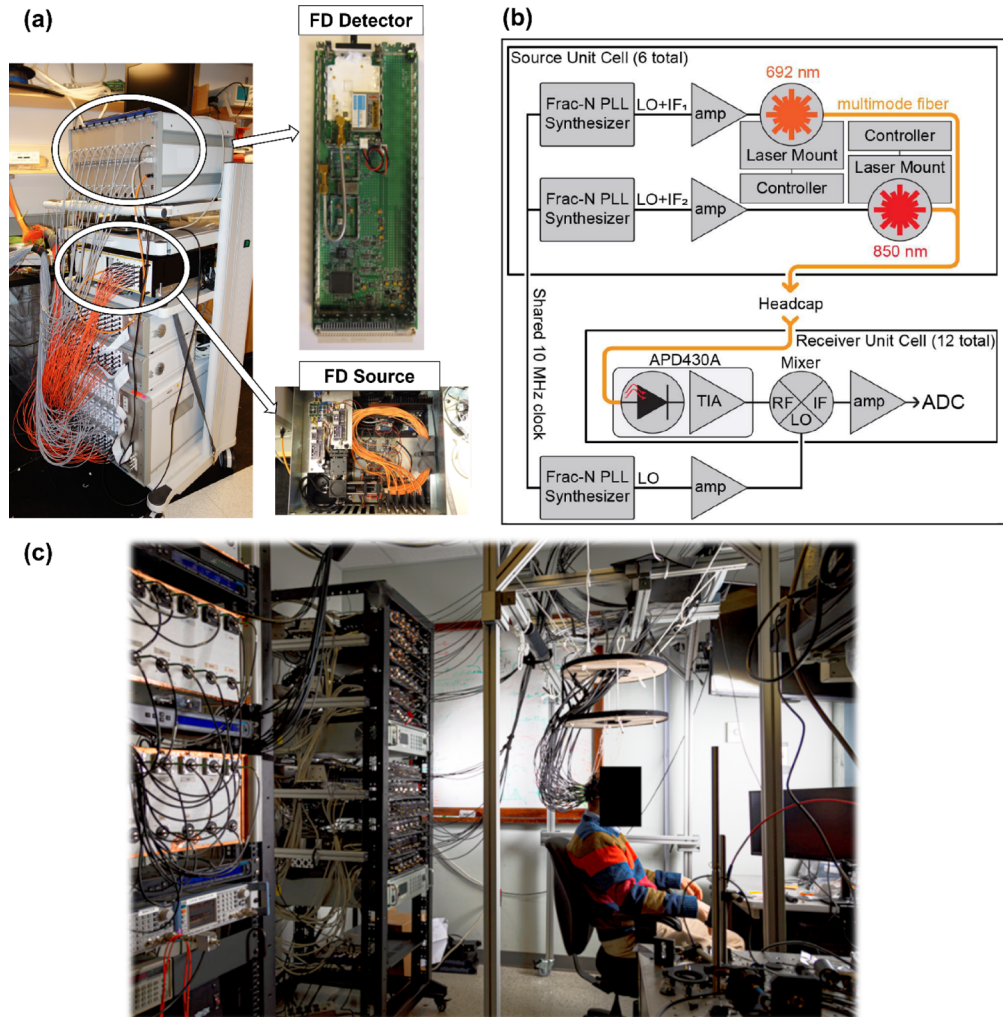 (a)
FD Detector
FD Source
(b)
Source Unit Cell (6 total)
692 nm
Frac-N PLL
Synthesizer
LO+IF₁
amp
multimode fiber
Laser Mount
Controller
Controller
Laser Mount
Frac-N PLL
Synthesizer
LO+IF₂
amp
850 nm
Shared 10 MHz clock
Headcap
Receiver Unit Cell (12 total)
APD430A
Mixer
TIA
RF
IF
LO
amp
ADC
Frac-N PLL
Synthesizer
LO
amp
(c)